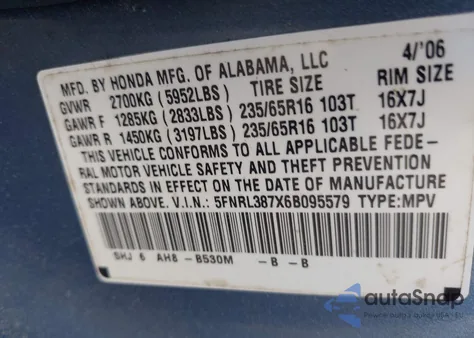 MFD. BY HONDA MFG. OF ALABAMA, LLC 4/'06
GVWR 2700KG (5952LBS) TIRE SIZE RIM SIZE
GAWR F 1285KG (2833LBS) 235/65R16 103T 16X7J
GAWR R 1450KG (3197LBS) 235/65R16 103T 16X7J
THIS VEHICLE CONFORMS TO ALL APPLICABLE FEDE-
RAL MOTOR VEHICLE SAFETY AND THEFT PREVENTION
STANDARDS IN EFFECT ON THE DATE OF MANUFACTURE
SHOWN ABOVE. V.I.N.: 5FNRL387X6B095579 TYPE:MPV
SHJ 6 AH8 - B530M - B - B
autoSnap